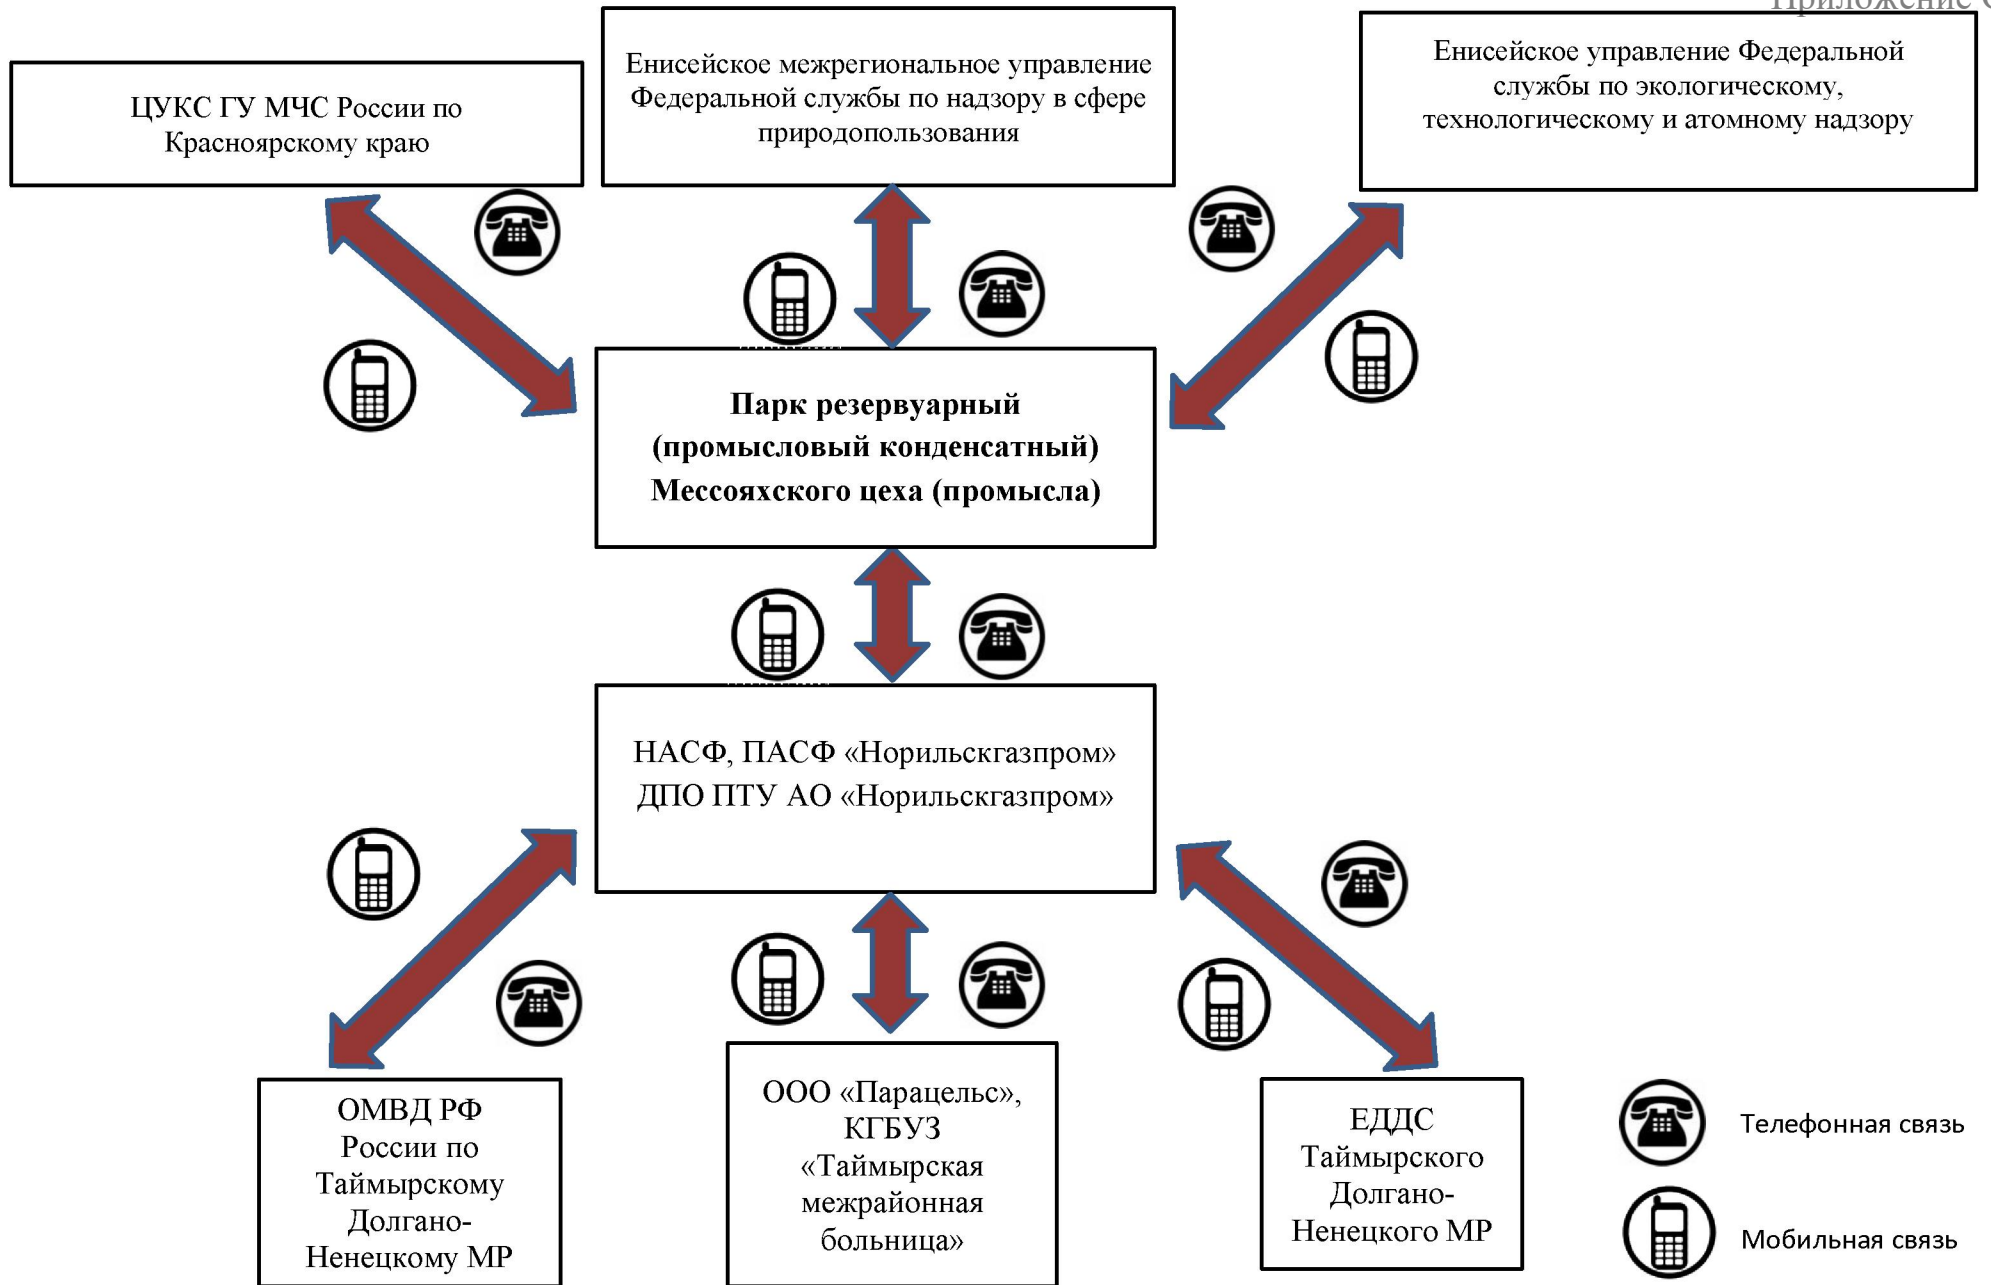 Приложение
ЦУКС ГУ МЧС России по
Красноярскому краю
Енисейское межрегиональное управление
Федеральной службы по надзору в сфере
природопользования
Енисейское управление Федеральной
службы по экологическому,
технологическому и атомному надзору
Парк резервуарный
(промысловый конденсатный)
Мессояхского цеха (промысла)
НАСФ, ПАСФ «Норильскгазпром»
ДПО ПТУ АО «Норильскгазпром»
ОМВД РФ
России по
Таймырскому
Долгано-
Ненецкому МР
ООО «Парацельс»,
КГБУЗ
«Таймырская
межрайонная
больница»
ЕДДС
Таймырского
Долгано-
Ненецкого МР
Телефонная связь
Мобильная связь